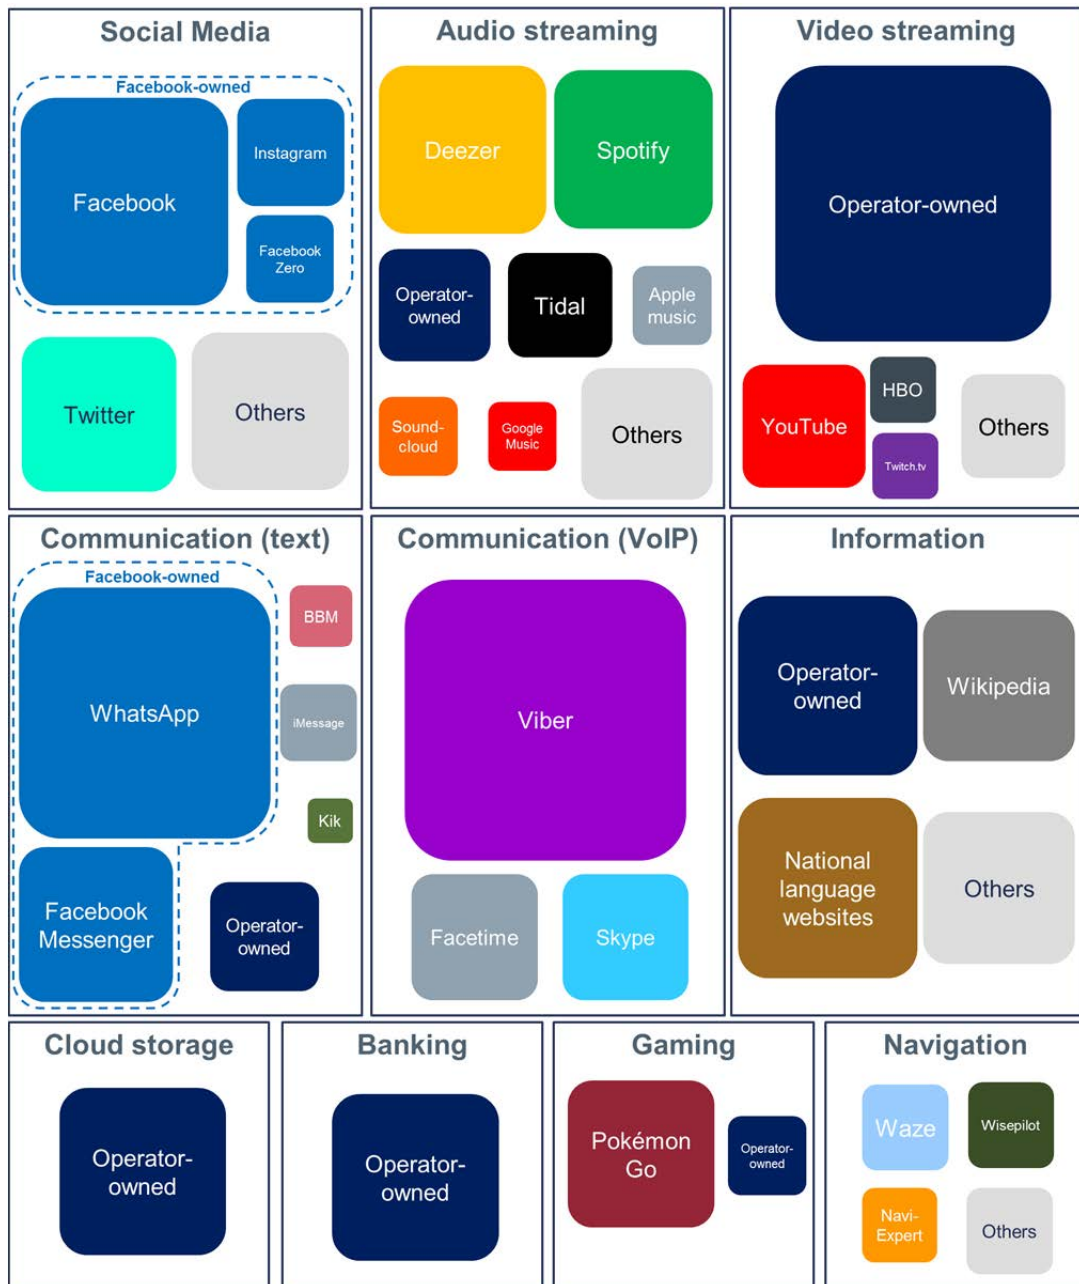 Social Media
Facebook-owned
Facebook
Instagram
Facebook
Zero
Twitter
Others
Audio streaming
Deezer
Spotify
Operator-
owned
Tidal
Apple
music
Sound-
cloud
Google
Music
Others
Video streaming
Operator-owned
YouTube
HBO
Twitch.tv
Others
Communication (text)
Facebook-owned
WhatsApp
BBM
iMessage
Kik
Facebook
Messenger
Operator-
owned
Communication (VoIP)
Viber
Facetime
Skype
Information
Operator-
owned
Wikipedia
National
language
websites
Others
Cloud storage
Operator-
owned
Banking
Operator-
owned
Gaming
Pokémon
Go
Operator-
owned
Navigation
Waze
Wisepilot
Navi-
Expert
Others